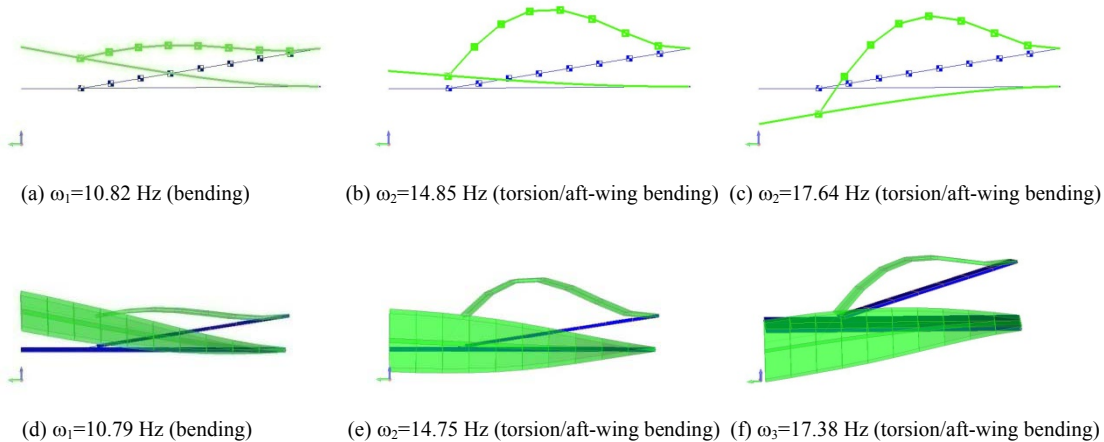 (a) ω₁=10.82 Hz (bending)
(b) ω₂=14.85 Hz (torsion/aft-wing bending)
(c) ω₂=17.64 Hz (torsion/aft-wing bending)
(d) ω₁=10.79 Hz (bending)
(e) ω₂=14.75 Hz (torsion/aft-wing bending)
(f) ω₃=17.38 Hz (torsion/aft-wing bending)